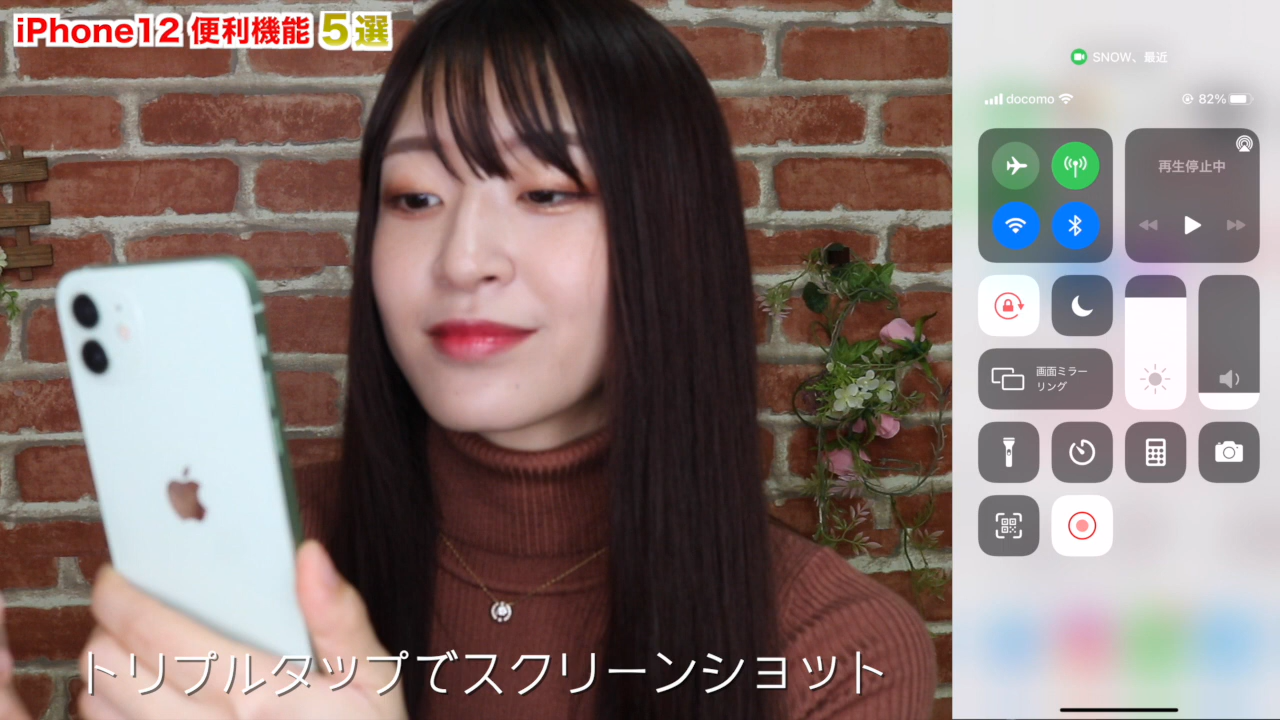 iPhone12 便利機能 5選
SNOW、最近
docomo 82%
再生停止中
画面ミラー
リング
トリプルタップでスクリーンショット